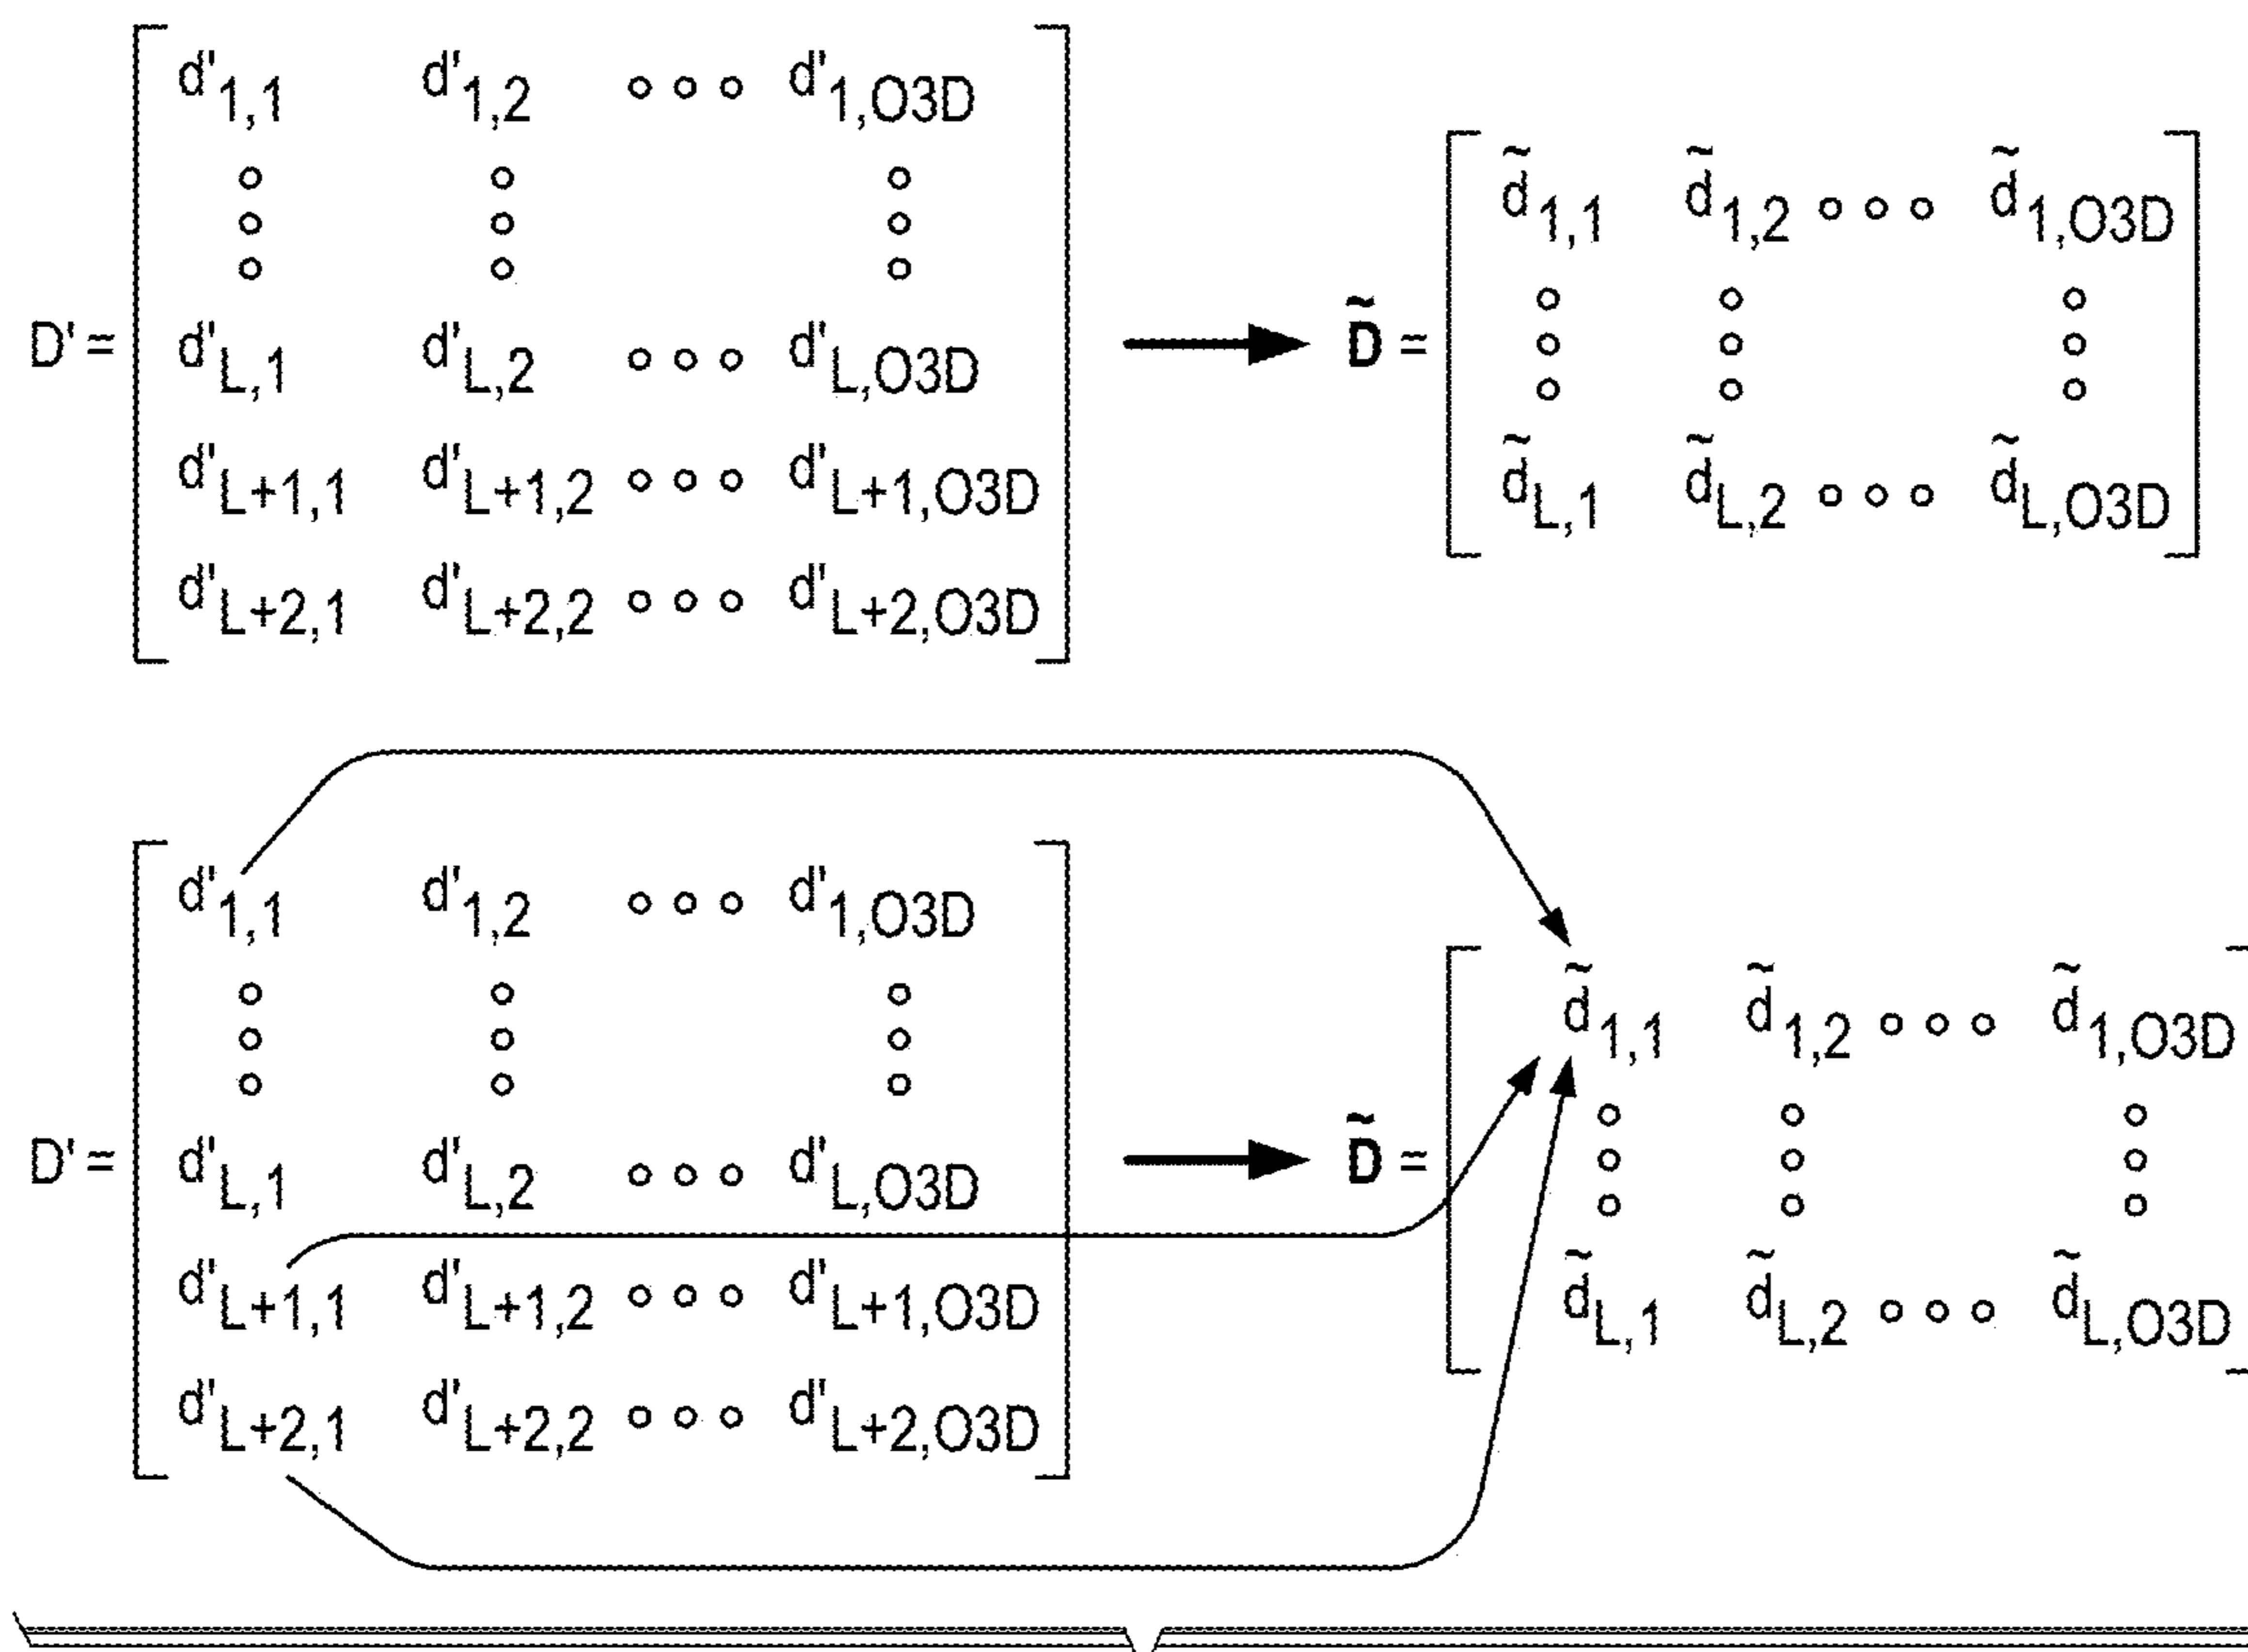 d'1,1 d'1,2 ∘ ∘ ∘ d'1,O3D
D' = d'L,1 d'L,2 ∘ ∘ ∘ d'L,O3D
d'L+1,1 d'L+1,2 ∘ ∘ ∘ d'L+1,O3D
d'L+2,1 d'L+2,2 ∘ ∘ ∘ d'L+2,O3D
d̃1,1 d̃1,2 ∘ ∘ ∘ d̃1,O3D
D̃ =
d̃L,1 d̃L,2 ∘ ∘ ∘ d̃L,O3D
d'1,1 d'1,2 ∘ ∘ ∘ d'1,O3D
D' = d'L,1 d'L,2 ∘ ∘ ∘ d'L,O3D
d'L+1,1 d'L+1,2 ∘ ∘ ∘ d'L+1,O3D
d'L+2,1 d'L+2,2 ∘ ∘ ∘ d'L+2,O3D
d̃1,1 d̃1,2 ∘ ∘ ∘ d̃1,O3D
D̃ =
d̃L,1 d̃L,2 ∘ ∘ ∘ d̃L,O3D